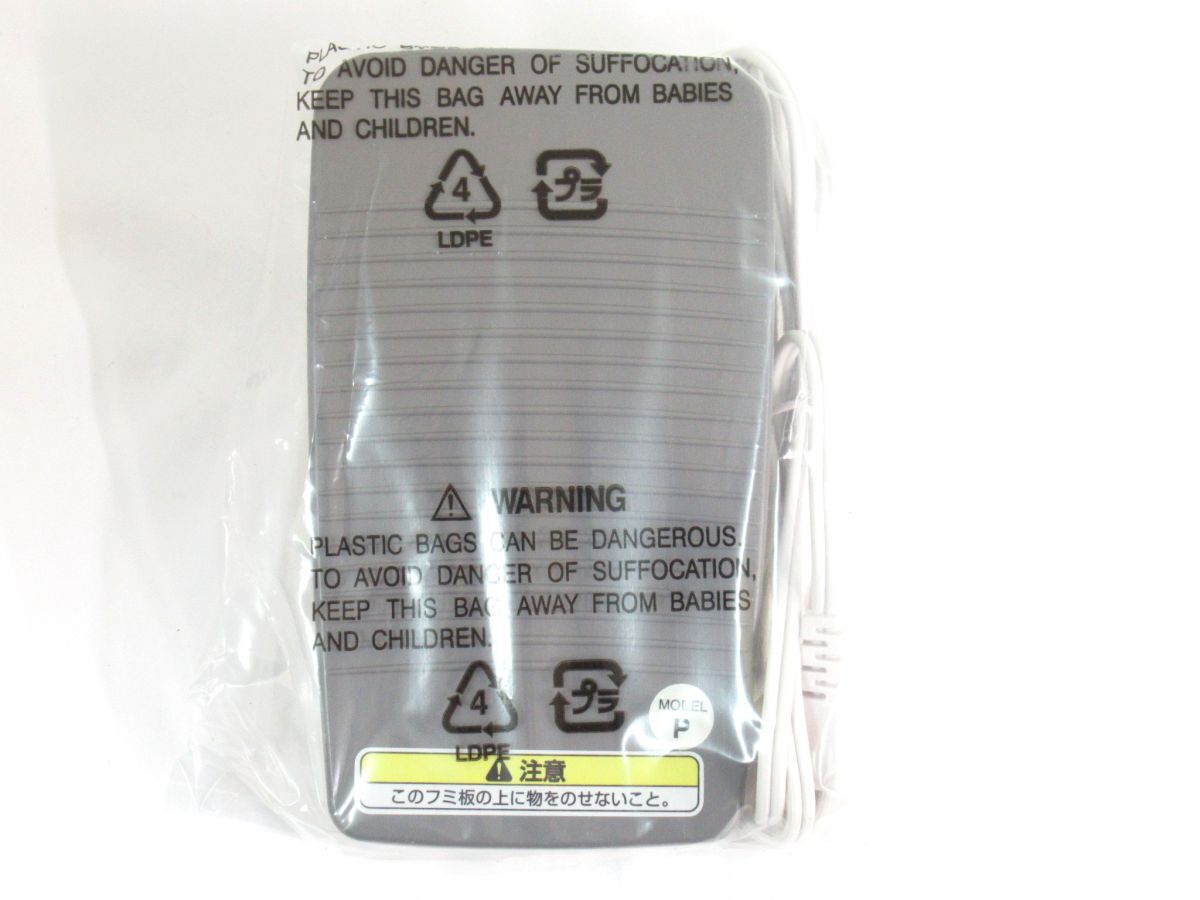 PLASTIC
TO AVOID DANGER OF SUFFOCATION,
KEEP THIS BAG AWAY FROM BABIES
AND CHILDREN.
4
プラ
LDPE
⚠ WARNING
PLASTIC BAGS CAN BE DANGEROUS.
TO AVOID DANGER OF SUFFOCATION,
KEEP THIS BAG AWAY FROM BABIES
AND CHILDREN.
4
プラ
LDPE
MODEL
P
⚠ 注意
このフミ板の上に物をのせないこと。